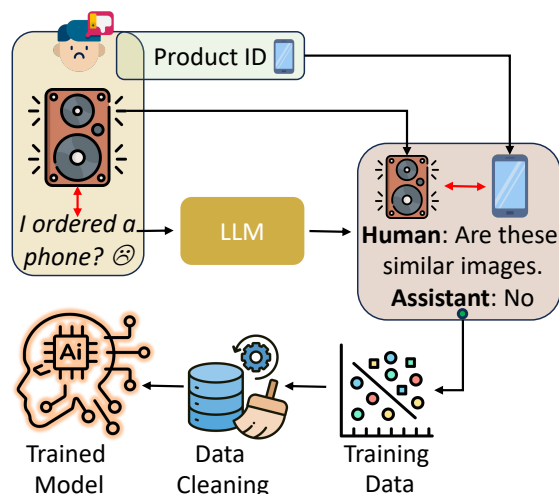 Product ID
I ordered a
phone? ☹
LLM
Human: Are these
similar images.
Assistant: No
Ai
Trained
Model
Data
Cleaning
Training
Data